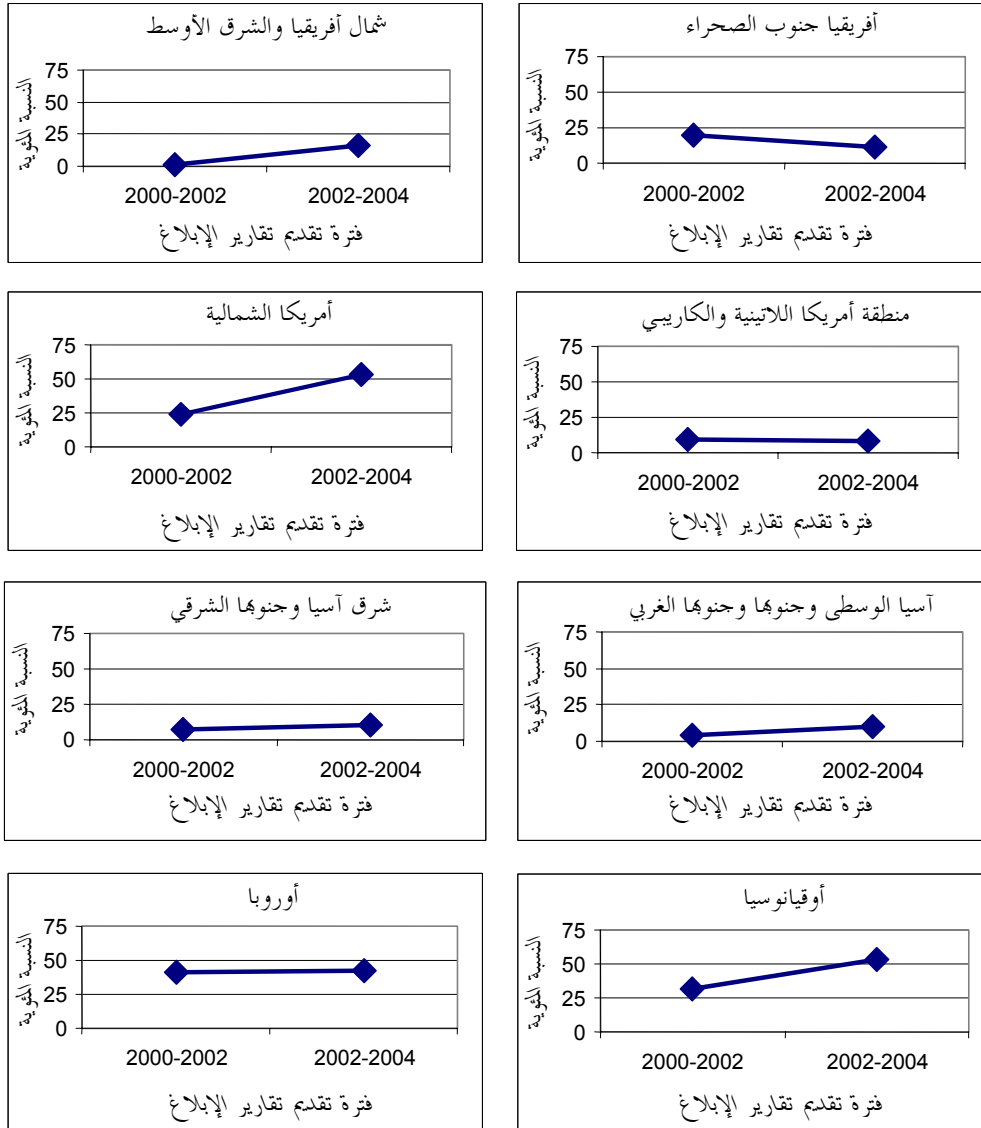 أفريقيا جنوب الصحراء
النسبة المئوية
75
50
25
0
2000-2002 2002-2004
فترة تقديم تقارير الإبلاغ
شمال أفريقيا والشرق الأوسط
النسبة المئوية
75
50
25
0
2000-2002 2002-2004
فترة تقديم تقارير الإبلاغ
منطقة أمريكا اللاتينية والكاريبي
النسبة المئوية
75
50
25
0
2000-2002 2002-2004
فترة تقديم تقارير الإبلاغ
أمريكا الشمالية
النسبة المئوية
75
50
25
0
2000-2002 2002-2004
فترة تقديم تقارير الإبلاغ
آسيا الوسطى وجنوبها وجنوبها الغربي
النسبة المئوية
75
50
25
0
2000-2002 2002-2004
فترة تقديم تقارير الإبلاغ
شرق آسيا وجنوبها الشرقي
النسبة المئوية
75
50
25
0
2000-2002 2002-2004
فترة تقديم تقارير الإبلاغ
أوقيانوسيا
النسبة المئوية
75
50
25
0
2000-2002 2002-2004
فترة تقديم تقارير الإبلاغ
أوروبا
النسبة المئوية
75
50
25
0
2000-2002 2002-2004
فترة تقديم تقارير الإبلاغ